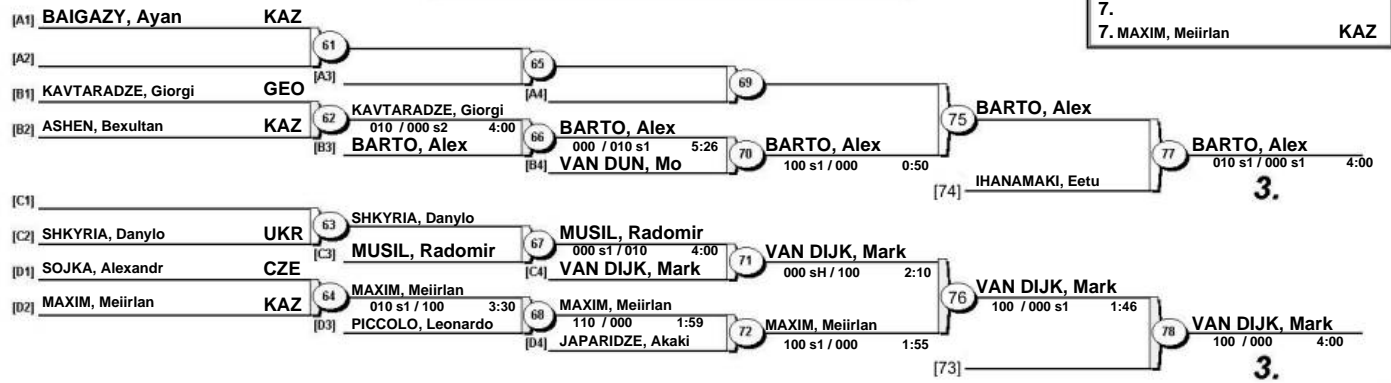 7.
7. MAXIM, Meiirlan KAZ
[A1] BAIGAZY, Ayan KAZ
61
[A2]
[A3]
65
[A4]
69
[B1] KAVTARADZE, Giorgi GEO
62
[B2] ASHEN, Bexultan KAZ
KAVTARADZE, Giorgi
010 / 000 s2 4:00
[B3] BARTO, Alex
66
BARTO, Alex
000 / 010 s1 5:26
[B4] VAN DUN, Mo
70
BARTO, Alex
100 s1 / 000 0:50
75
BARTO, Alex
[74] IHANAMAKI, Eetu
77
BARTO, Alex
010 s1 / 000 s1 4:00
3.
[C1]
63
[C2] SHKYRIA, Danylo UKR
SHKYRIA, Danylo
[C3] MUSIL, Radomir
67
MUSIL, Radomir
000 s1 / 010 4:00
[C4] VAN DIJK, Mark
71
VAN DIJK, Mark
000 sH / 100 2:10
[D1] SOJKA, Alexandr CZE
64
[D2] MAXIM, Meiirlan KAZ
MAXIM, Meiirlan
010 s1 / 100 3:30
[D3] PICCOLO, Leonardo
68
MAXIM, Meiirlan
110 / 000 1:59
[D4] JAPARIDZE, Akaki
72
MAXIM, Meiirlan
100 s1 / 000 1:55
76
VAN DIJK, Mark
100 / 000 s1 1:46
[73]
78
VAN DIJK, Mark
100 / 000 4:00
3.